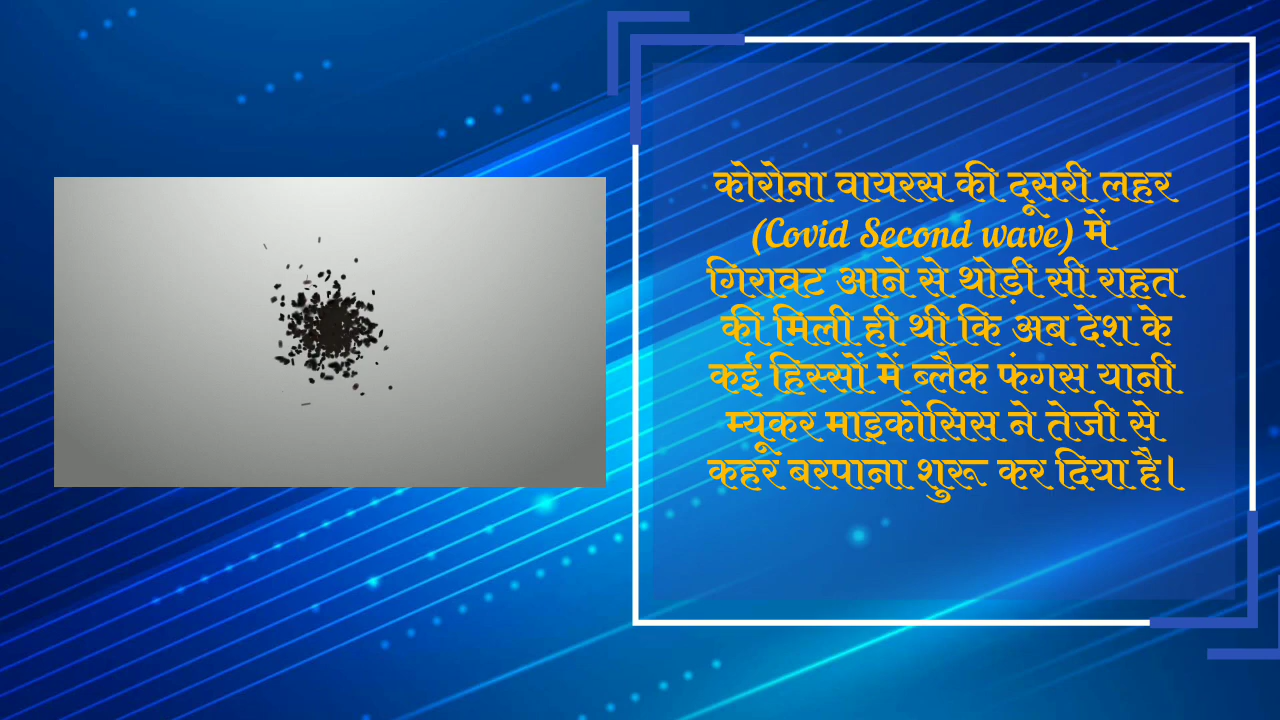 कोरोना वायरस की दूसरी लहर
(Covid Second wave) में
गिरावट आने से थोड़ी सी राहत
की मिली ही थी कि अब देश के
कई हिस्सों में ब्लैक फंगस यानी
म्यूकर माइकोसिस ने तेजी से
कहर बरपाना शुरू कर दिया है।